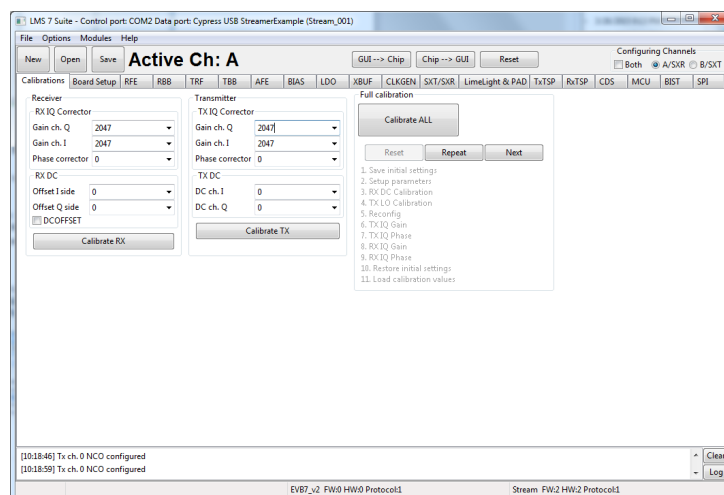 LMS 7 Suite - Control port: COM2 Data port: Cypress USB StreamerExample (Stream_001)
File Options Modules Help
New Open Save Active Ch: A GUI --> Chip Chip --> GUI Reset Configuring Channels
Both A/SXR B/SXT
Calibrations Board Setup RFE RBB TRF TBB AFE BIAS LDO XBUF CLKGEN SXT/SXR LimeLight & PAD TxTSP RxTSP CDS MCU BIST SPI
Receiver
RX IQ Corrector
Gain ch. Q 2047
Gain ch. I 2047
Phase corrector 0
RX DC
Offset I side 0
Offset Q side 0
DCOFFSET
Calibrate RX
Transmitter
TX IQ Corrector
Gain ch. Q 2047
Gain ch. I 2047
Phase corrector 0
TX DC
DC ch. I 0
DC ch. Q 0
Calibrate TX
Full calibration
Calibrate ALL
Reset Repeat Next
1. Save initial settings
2. Setup parameters
3. RX DC Calibration
4. TX LO Calibration
5. Reconfig
6. TX IQ Gain
7. TX IQ Phase
8. RX IQ Gain
9. RX IQ Phase
10. Restore initial settings
11. Load calibration values
[10:18:46] Tx ch. 0 NCO configured
[10:18:59] Tx ch. 0 NCO configured
Clear
Log
EVB7_v2 FW:0 HW:0 Protocol:1 Stream FW:2 HW:2 Protocol:1